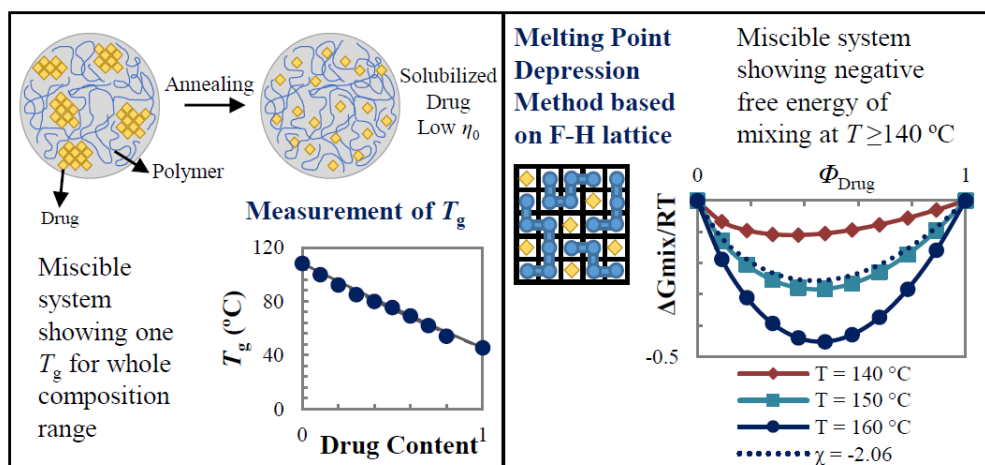 Annealing
Solubilized
Drug
Low η0
Polymer
Drug
Miscible
system
showing one
Tg for whole
composition
range
Measurement of Tg
120
80
40
0
Tg (°C)
0
Drug Content
1
Melting Point
Depression
Method based
on F-H lattice
Miscible system
showing negative
free energy of
mixing at T ≥140 °C
0
ΦDrug
1
ΔGmix/RT
-0.5
T = 140 °C
T = 150 °C
T = 160 °C
χ = -2.06